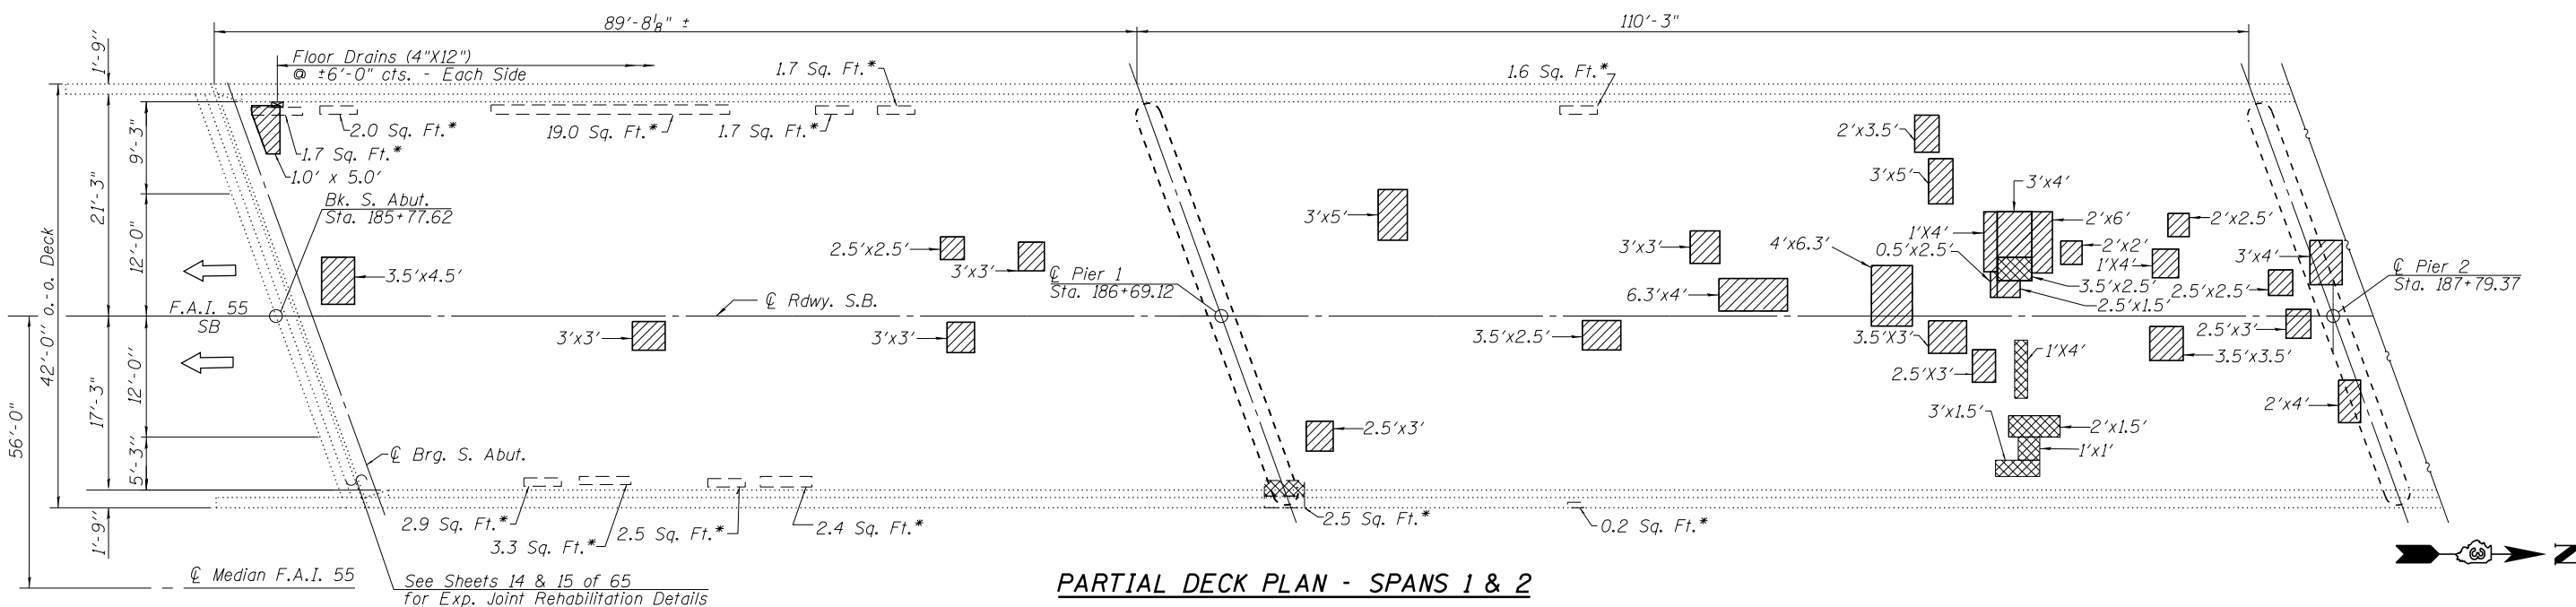 89'-8 1/8" ±
110'-3"
1'-9"
Floor Drains (4"X12")
@ ±6'-0" cts. - Each Side
1.7 Sq. Ft.*
1.6 Sq. Ft.*
2.0 Sq. Ft.*
19.0 Sq. Ft.*
1.7 Sq. Ft.*
2'x3.5'
9'-3"
1.7 Sq. Ft.*
1.0' x 5.0'
3'x5'
3'x4'
21'-3"
Bk. S. Abut.
Sta. 185+77.62
3'x5'
2'x6'
2'x2.5'
12'-0"
1'X4'
2.5'x2.5'
3'x3'
4'x6.3'
0.5'x2.5'
2'x2'
1'X4'
3'x4'
3.5'x4.5'
3'x3'
℄ Pier 1
Sta. 186+69.12
℄ Pier 2
Sta. 187+79.37
6.3'x4'
3.5'x2.5'
2.5'x2.5'
42'-0" o.-o. Deck
F.A.I. 55
SB
℄ Rdwy. S.B.
2.5'x1.5'
3'x3'
3'x3'
3.5'x2.5'
3.5'X3'
2.5'x3'
1'X4'
3.5'x3.5'
12'-0"
17'-3"
2.5'X3'
2'x4'
3'x1.5'
2.5'x3'
2'x1.5'
1'x1'
56'-0"
5'-3"
℄ Brg. S. Abut.
2.9 Sq. Ft.*
3.3 Sq. Ft.*
2.5 Sq. Ft.*
2.4 Sq. Ft.*
2.5 Sq. Ft.*
0.2 Sq. Ft.*
1'-9"
3
N
℄ Median F.A.I. 55
See Sheets 14 & 15 of 65
for Exp. Joint Rehabilitation Details
PARTIAL DECK PLAN - SPANS 1 & 2